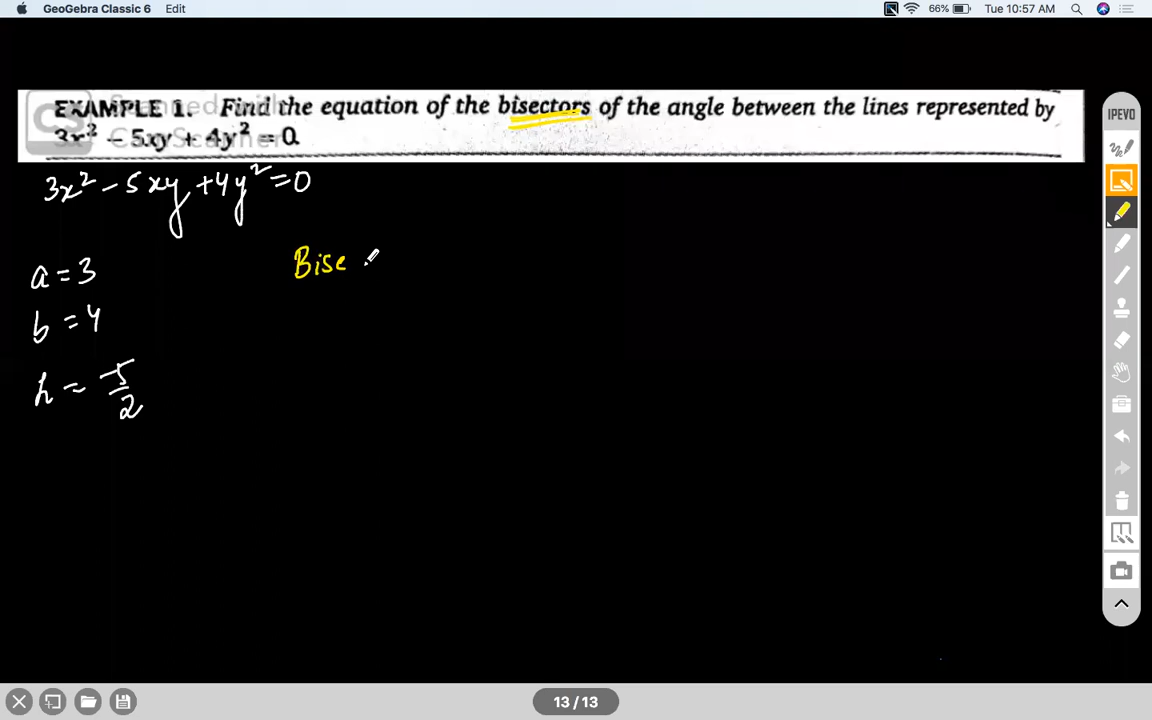 GeoGebra Classic 6 Edit 66% Tue 10:57 AM
EXAMPLE 1. Find the equation of the bisectors of the angle between the lines represented by
3x² − 5xy + 4y² = 0.
3x² − 5xy + 4y² = 0
IPEVO
Bise
a = 3
b = 4
h = −5/2
13 / 13